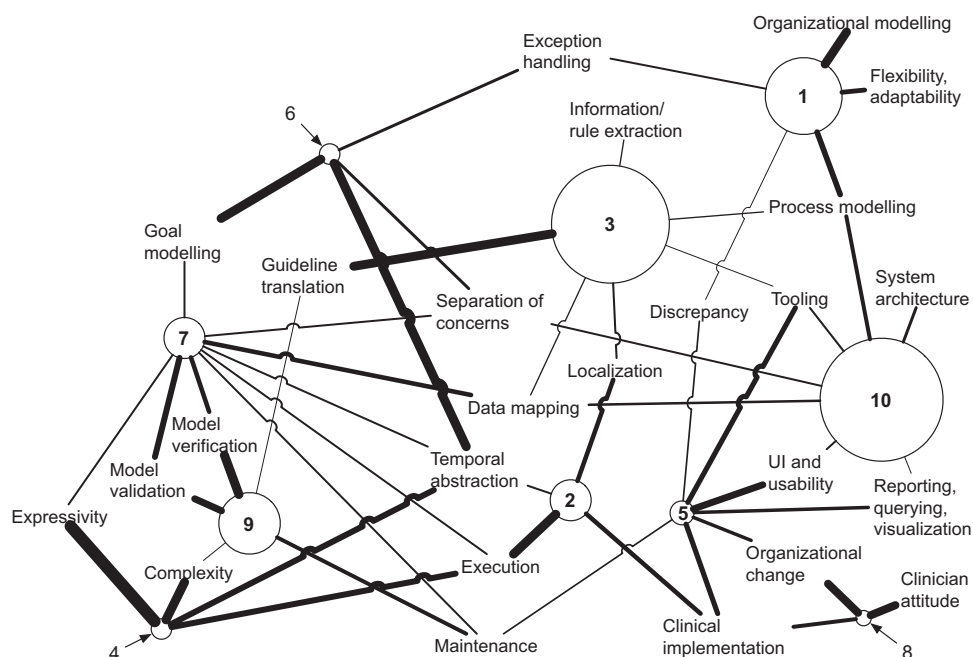 Organizational modelling
Exception
handling
Flexibility,
adaptability
1
Information/
rule extraction
6
3
Process modelling
Goal
modelling
Guideline
translation
System
architecture
Separation of
concerns
Tooling
Discrepancy
7
Localization
10
Data mapping
Model
verification
Temporal
abstraction
UI and
usability
Model
validation
Reporting,
querying,
visualization
2
5
Expressivity
9
Organizational
change
Execution
Complexity
Clinician
attitude
Clinical
implementation
Maintenance
4
8